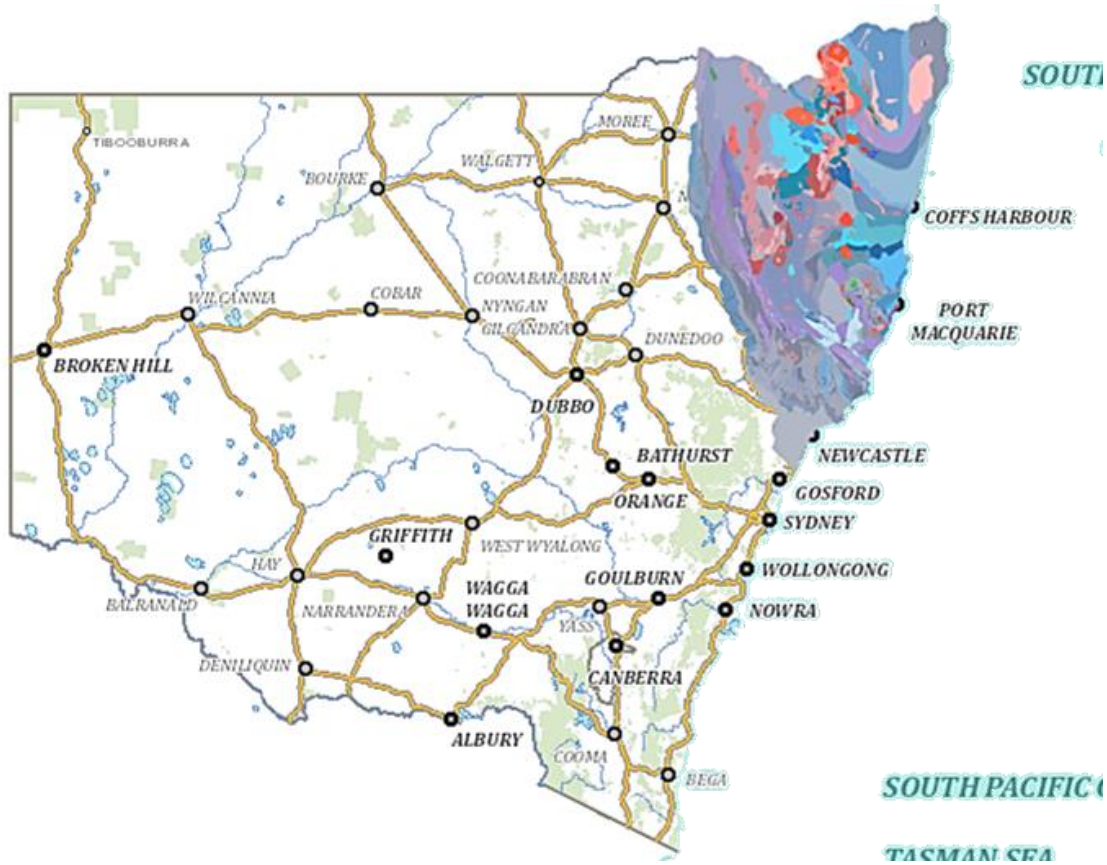 SOUTH
TIBOOBURRA
MOREE
WALGETT
BOURKE
N
COFFS HARBOUR
COONABARABRAN
WILCANNIA
COBAR
NYNGAN
GILGANDRA
PORT
MACQUARIE
DUNEDOO
BROKEN HILL
DUBBO
BATHURST
NEWCASTLE
ORANGE
GOSFORD
SYDNEY
GRIFFITH
WEST WYALONG
HAY
WOLLONGONG
GOULBURN
WAGGA
WAGGA
BALRANALD
NARRANDERA
NOWRA
YASS
DENILIQUIN
CANBERRA
ALBURY
COOMA
BEGA
SOUTH PACIFIC
TASMAN SEA